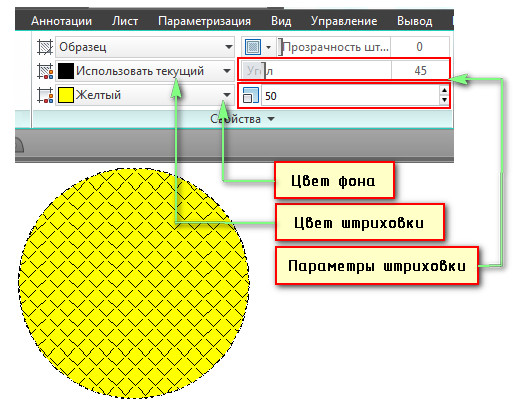 Аннотации Лист Параметризация Вид Управление Вывод
Образец Прозрачность шт... 0
Использовать текущий Угол 45
Желтый 50
Свойства
Цвет фона
Цвет штриховки
Параметры штриховки